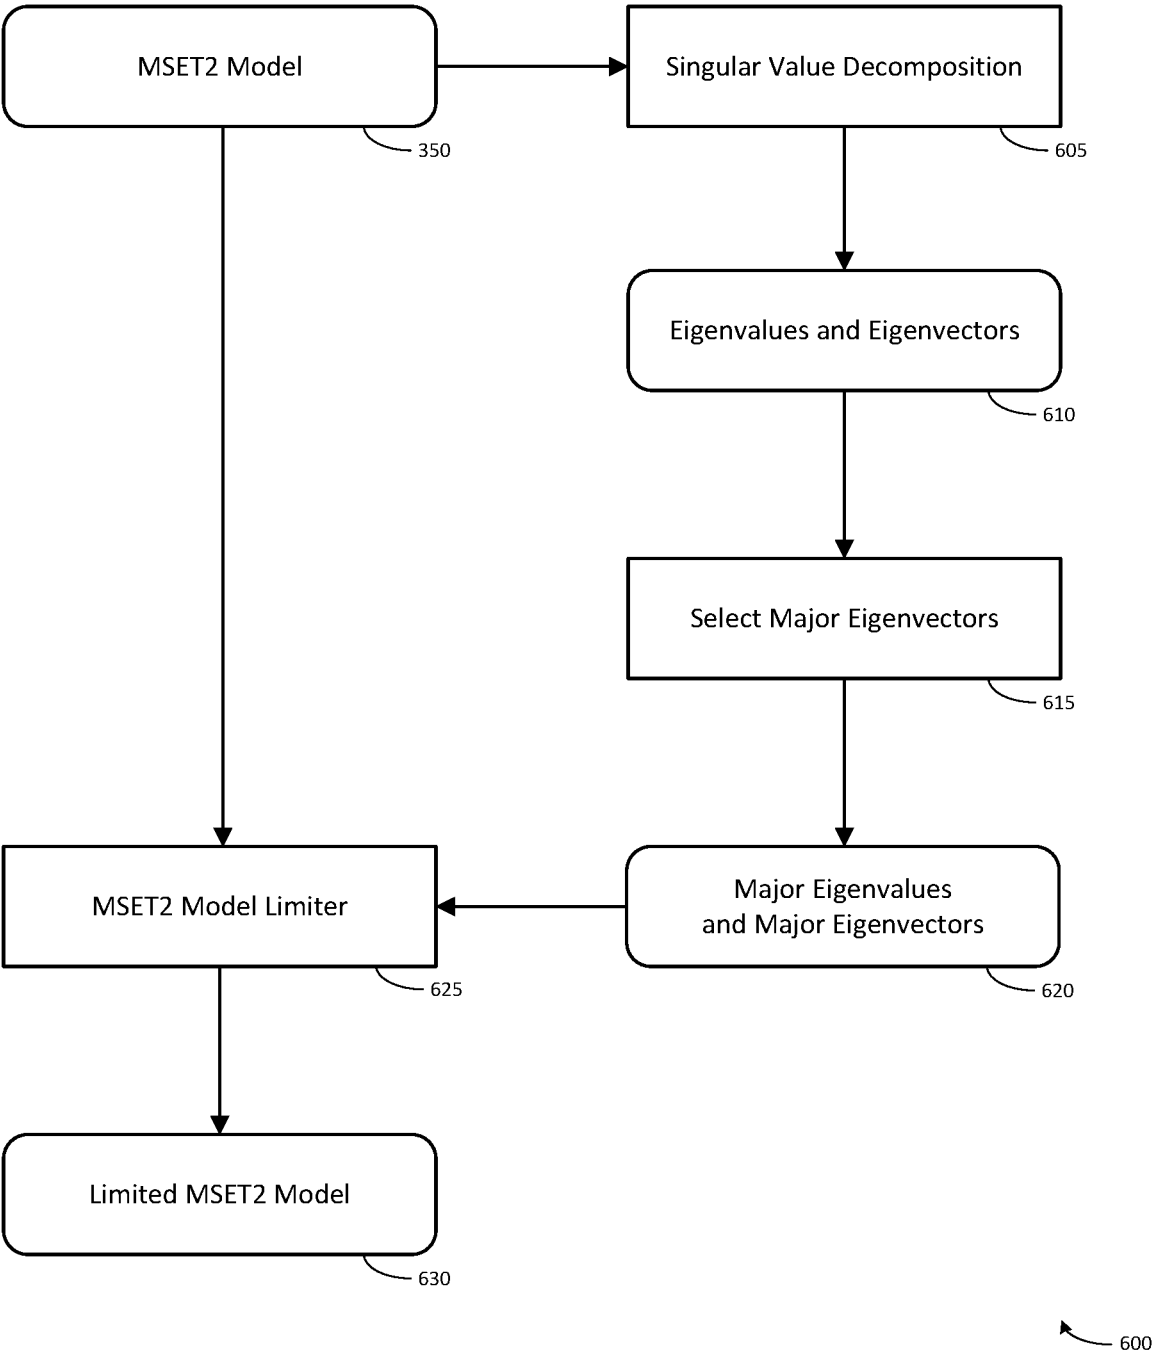 MSET2 Model
350
Singular Value Decomposition
605
Eigenvalues and Eigenvectors
610
Select Major Eigenvectors
615
MSET2 Model Limiter
625
Major Eigenvalues
and Major Eigenvectors
620
Limited MSET2 Model
630
600